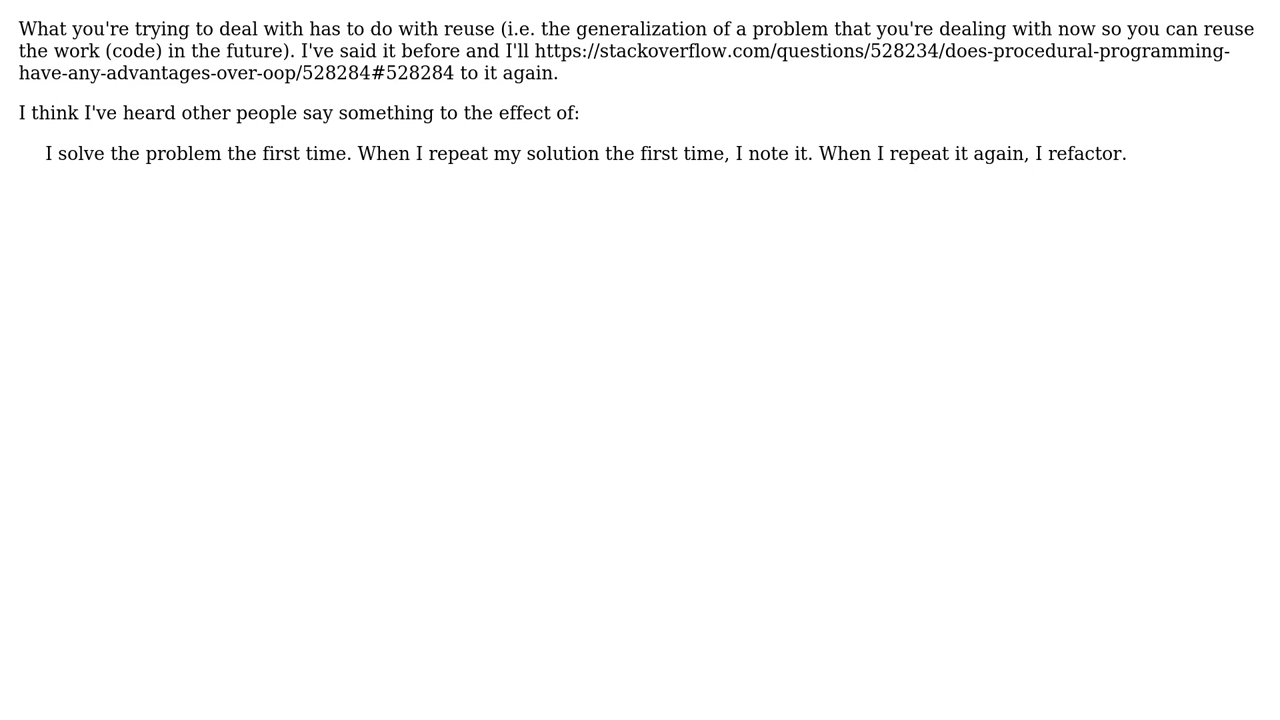 What you're trying to deal with has to do with reuse (i.e. the generalization of a problem that you're dealing with now so you can reuse
the work (code) in the future). I've said it before and I'll https://stackoverflow.com/questions/528234/does-procedural-programming-
have-any-advantages-over-oop/528284#528284 to it again.
I think I've heard other people say something to the effect of:
I solve the problem the first time. When I repeat my solution the first time, I note it. When I repeat it again, I refactor.